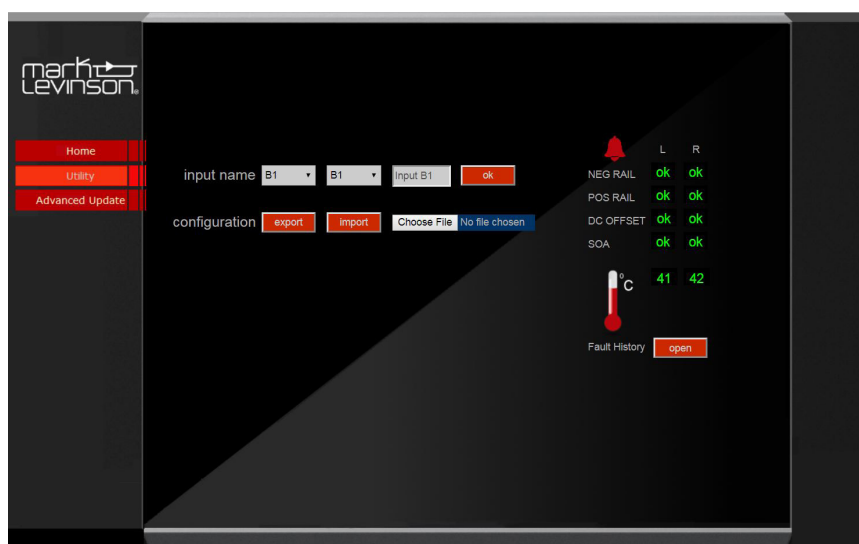 mark
Levinson®
Home
Utility
Advanced Update
input name B1 B1 Input B1 ok
configuration export import Choose File No file chosen
L R
NEG RAIL ok ok
POS RAIL ok ok
DC OFFSET ok ok
SOA ok ok
°C 41 42
Fault History open